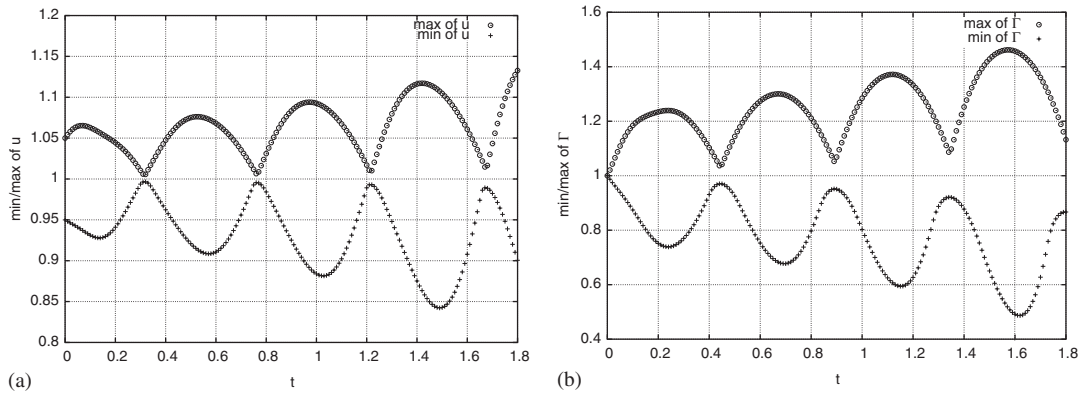 1.2
max of u
min of u
1.15
1.1
1.05
1
0.95
0.9
0.85
0.8
min/max of u
0 0.2 0.4 0.6 0.8 1 1.2 1.4 1.6 1.8
t
(a)
1.6
max of Γ
min of Γ
1.4
1.2
1
0.8
0.6
0.4
min/max of Γ
0 0.2 0.4 0.6 0.8 1 1.2 1.4 1.6 1.8
t
(b)